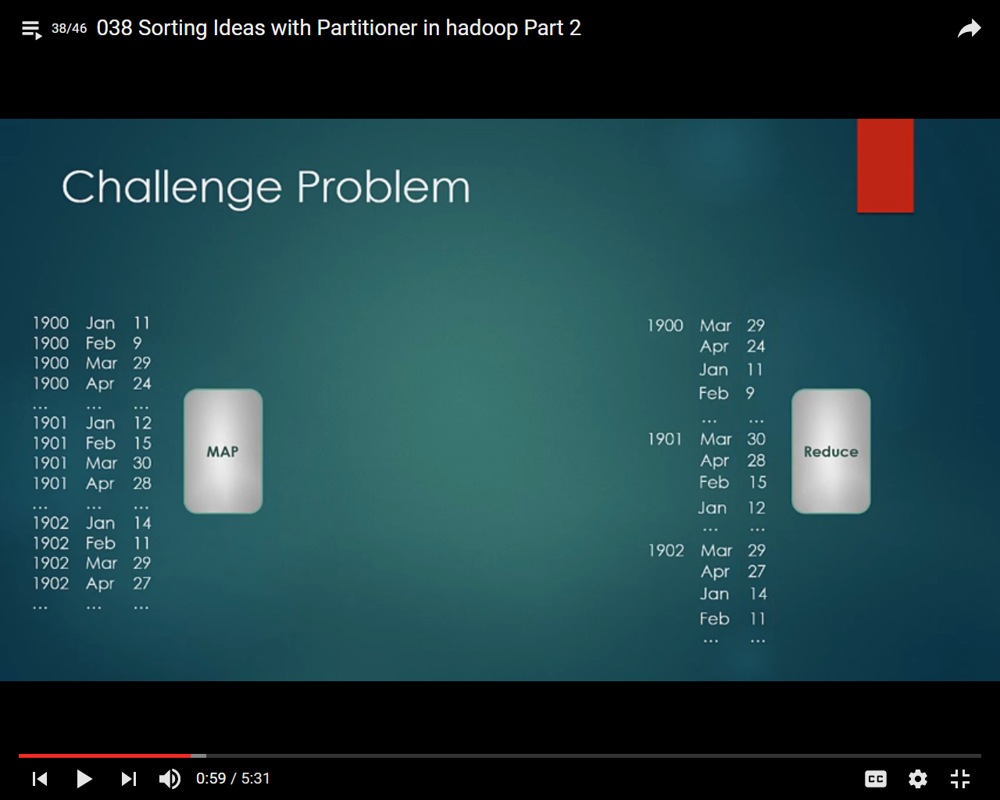 38/46 038 Sorting Ideas with Partitioner in hadoop Part 2
Challenge Problem
1900 Jan 11
1900 Feb 9
1900 Mar 29
1900 Apr 24
... ... ...
1901 Jan 12
1901 Feb 15
1901 Mar 30
1901 Apr 28
... ... ...
1902 Jan 14
1902 Feb 11
1902 Mar 29
1902 Apr 27
... ... ...
MAP
1900 Mar 29
Apr 24
Jan 11
Feb 9
... ...
1901 Mar 30
Apr 28
Feb 15
Jan 12
... ...
1902 Mar 29
Apr 27
Jan 14
Feb 11
... ...
Reduce
0:59 / 5:31
CC